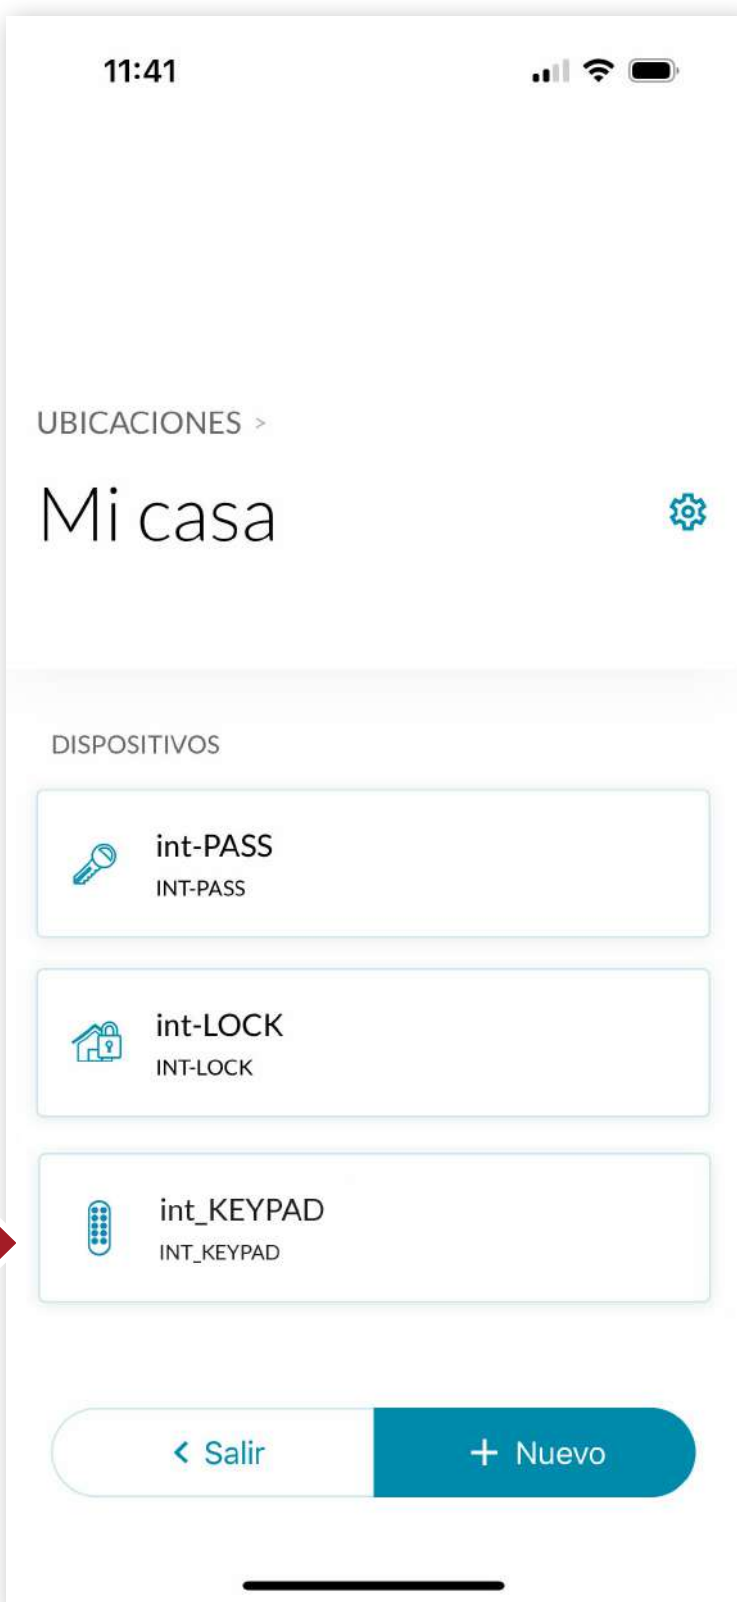 11:41
UBICACIONES >
Mi casa
DISPOSITIVOS
int-PASS
INT-PASS
int-LOCK
INT-LOCK
int_KEYPAD
INT_KEYPAD
< Salir
+ Nuevo